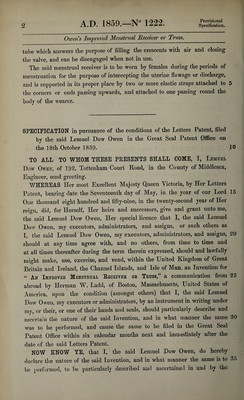 2 A.D. 1859.—No 1222. Provisional Specification.
Owen's Improved Menstrual Receiver or Truss.
tube which answers the purpose of filling the crescents with air and closing
the valve, and can be disengaged when not in use.
The said menstrual receiver is to be worn by females during the periods of
menstruation for the purpose of intercepting the uterine flowage or discharge,
and is supported in its proper place by two or more elastic straps attached to 5
the corners or ends passing upwards, and attached to one passing round the
body of the wearer.
SPECIFICATION in pursuance of the conditions of the Letters Patent, filed
by the said Lemuel Dow Owen in the Great Seal Patent Office on
the 18th October 1859. 10
TO ALL TO WHOM THESE PRESENTS SHALL COME, I, LEMUEL
DOW OWEN, of 192, Tottenham Court Road, in the County of Middlesex,
Engineer, send greeting.
WHEREAS Her most Excellent Majesty Queen Victoria, by Her Letters
Patent, bearing date the Seventeenth day of May, in the year of our Lord 15
One thousand eight hundred and fifty-nine, in the twenty-second year of Her
reign, did, for Herself, Her heirs and successors, give and grant unto me,
the said Lemuel Dow Owen, Her special licence that I, the said Lemuel
Dow Owen, my executors, administrators, and assigns, or such others as
I, the said Lemuel Dow Owen, my executors, administrators, and assigns, 20
should at any time agree with, and no others, from time to time and
at all times thereafter during the term therein expressed, should and lawfully
might make, use, exercise, and vend, within the United Kingdom of Great
Britain and Ireland, the Channel Islands, and Isle of Man, an Invention for
"AN IMPROVED MENSTRUAL RECEIVER OR TRUSS," a communication from 25
abroad by Herman W. Ladd, of Boston, Massachusetts, United States of
America, upon the condition (amongst others) that I, the said Lemuel
Dow Owen, my executors or administrators, by an instrument in writing under
my, or their, or one of their hands and seals, should particularly describe and
ascertain the nature of the said Invention, and in what manner the same 30
was to be performed, and cause the same to be filed in the Great Seal
Patent Office within six calendar months next and immediately after the
date of the said Letters Patent.
NOW KNOW YE, that I, the said Lemuel Dow Owen, do hereby
declare the nature of the said Invention, and in what manner the same is to 35
be performed, to be particularly described and ascertained in and by the